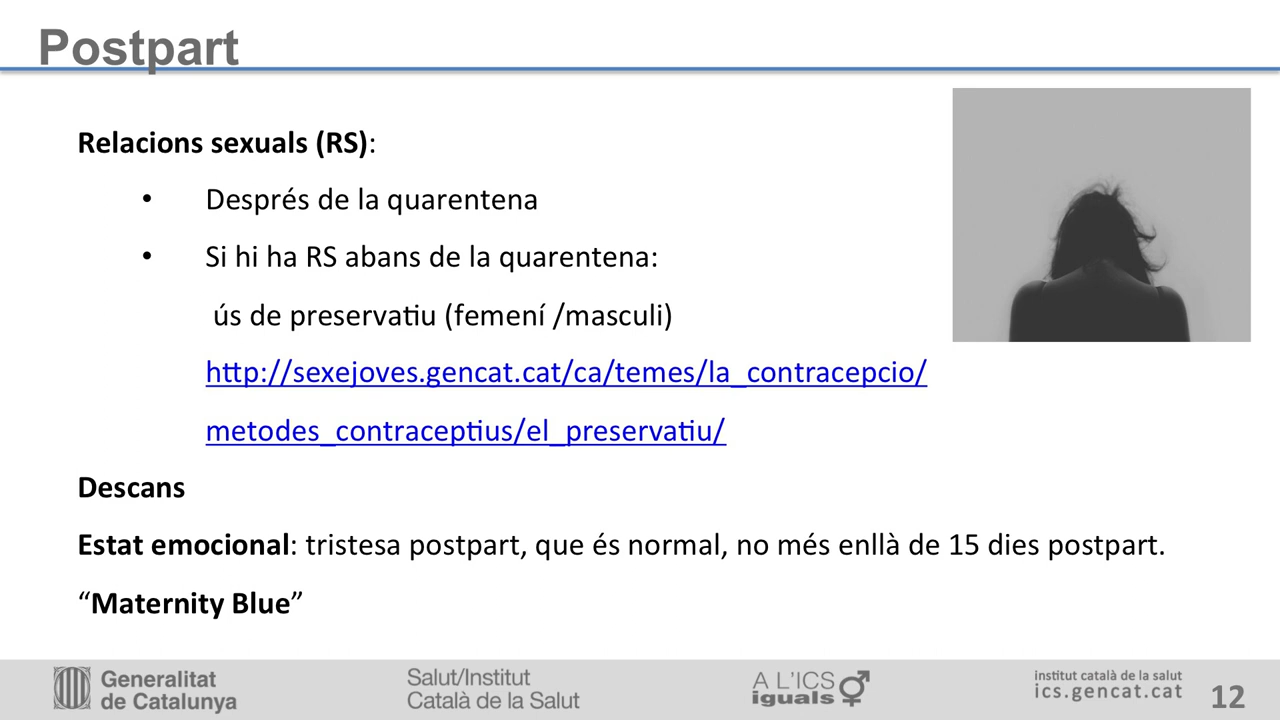 Postpart
Relacions sexuals (RS):
• Després de la quarentena
• Si hi ha RS abans de la quarentena:
ús de preservatiu (femení /masculi)
http://sexejoves.gencat.cat/ca/temes/la_contracepcio/
metodes_contraceptius/el_preservatiu/
Descans
Estat emocional: tristesa postpart, que és normal, no més enllà de 15 dies postpart.
“Maternity Blue”
Generalitat
de Catalunya
Salut/Institut
Català de la Salut
A L'ICS
iguals
institut català de la salut
ics.gencat.cat
12